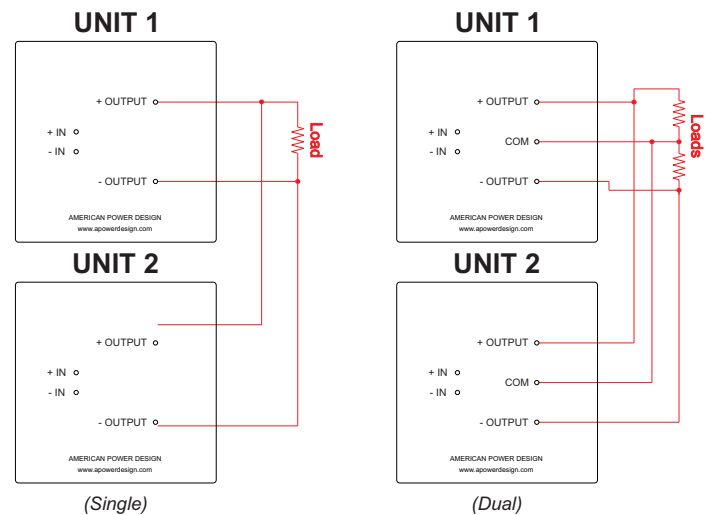 UNIT 1
+ OUTPUT
+ IN
- IN
- OUTPUT
Load
AMERICAN POWER DESIGN
www.apowerdesign.com
UNIT 2
+ OUTPUT
+ IN
- IN
- OUTPUT
AMERICAN POWER DESIGN
www.apowerdesign.com
(Single)
UNIT 1
+ OUTPUT
+ IN
COM
- IN
- OUTPUT
Loads
AMERICAN POWER DESIGN
www.apowerdesign.com
UNIT 2
+ OUTPUT
+ IN
COM
- IN
- OUTPUT
AMERICAN POWER DESIGN
www.apowerdesign.com
(Dual)